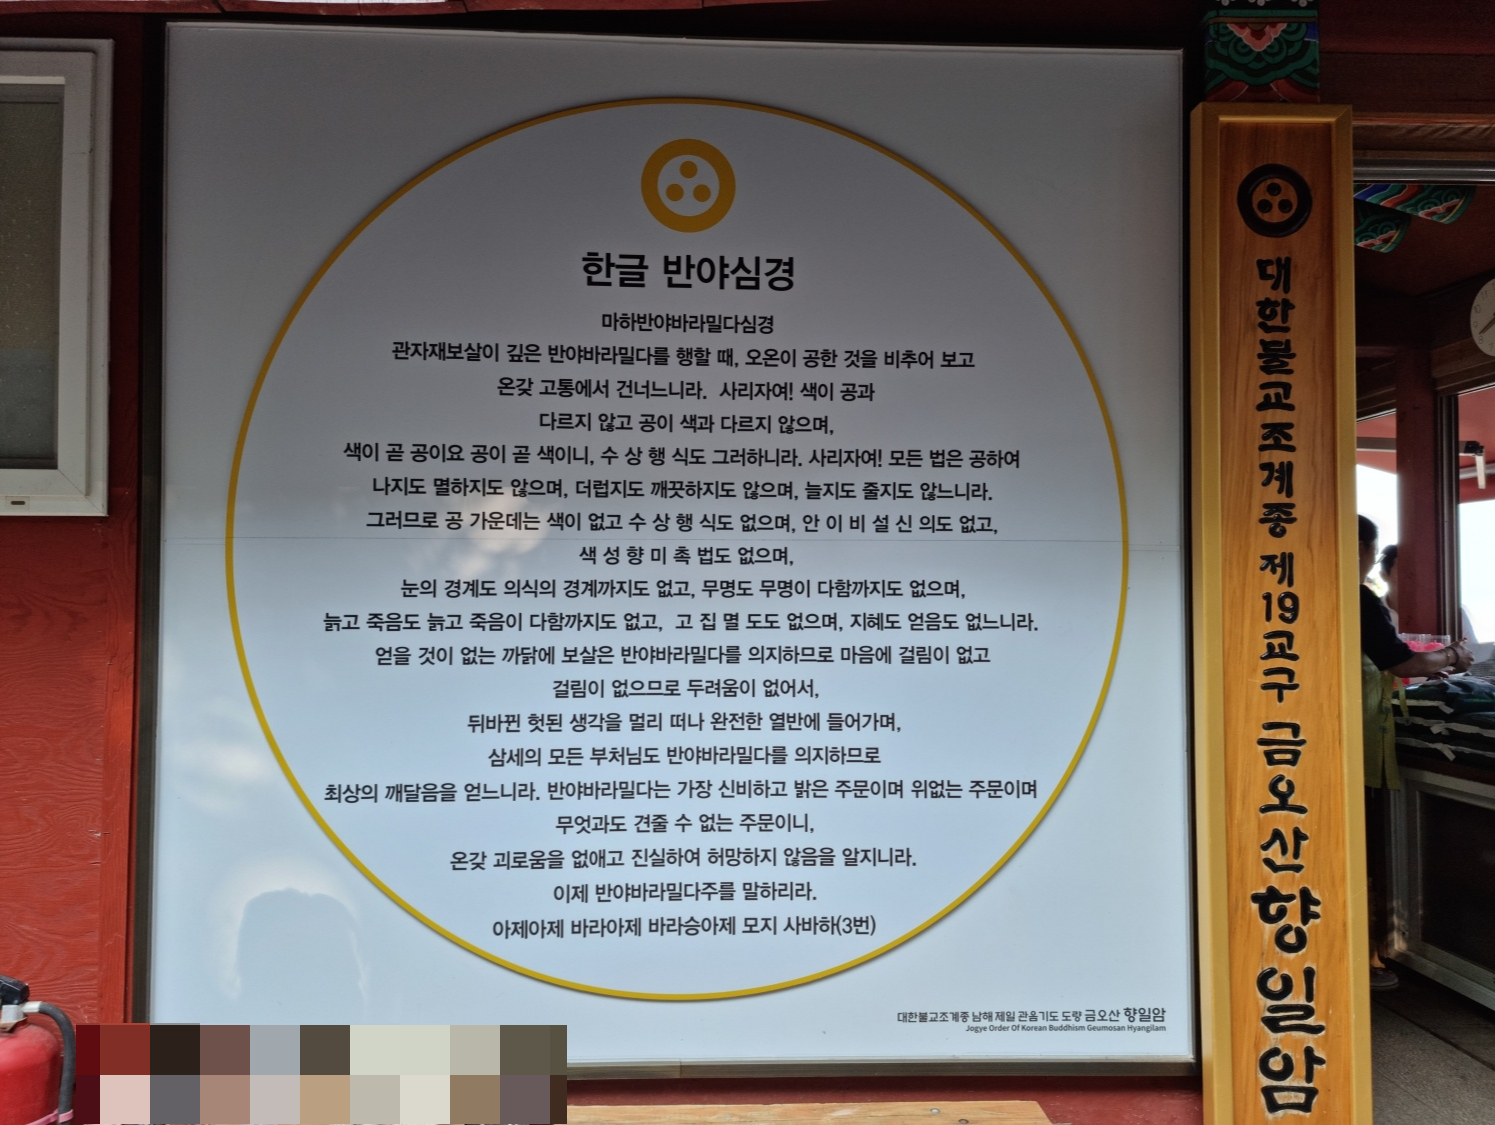 한글 반야심경
마하반야바라밀다심경
관자재보살이 깊은 반야바라밀다를 행할 때, 오온이 공한 것을 비추어 보고
온갖 고통에서 건너느니라. 사리자여! 색이 공과
다르지 않고 공이 색과 다르지 않으며,
색이 곧 공이요 공이 곧 색이니, 수 상 행 식도 그러하니라. 사리자여! 모든 법은 공하여
나지도 멸하지도 않으며, 더럽지도 깨끗하지도 않으며, 늘지도 줄지도 않느니라.
그러므로 공 가운데는 색이 없고 수 상 행 식도 없으며, 안 이 비 설 신 의도 없고,
색 성 향 미 촉 법도 없으며,
눈의 경계도 의식의 경계까지도 없고, 무명도 무명이 다함까지도 없으며,
늙고 죽음도 늙고 죽음이 다함까지도 없고, 고 집 멸 도도 없으며, 지혜도 얻음도 없느니라.
얻을 것이 없는 까닭에 보살은 반야바라밀다를 의지하므로 마음에 걸림이 없고
걸림이 없으므로 두려움이 없어서,
뒤바뀐 헛된 생각을 멀리 떠나 완전한 열반에 들어가며,
삼세의 모든 부처님도 반야바라밀다를 의지하므로
최상의 깨달음을 얻느니라. 반야바라밀다는 가장 신비하고 밝은 주문이며 위없는 주문이며
무엇과도 견줄 수 없는 주문이니,
온갖 괴로움을 없애고 진실하여 허망하지 않음을 알지니라.
이제 반야바라밀다주를 말하리라.
아제아제 바라아제 바라승아제 모지 사바하(3번)
대한불교조계종 남해 제일 관음기도 도량 금오산 향일암
Jogye Order Of Korean Buddhism Geumosan Hyangilam
대한불교조계종 제19교구 금오산 향일암